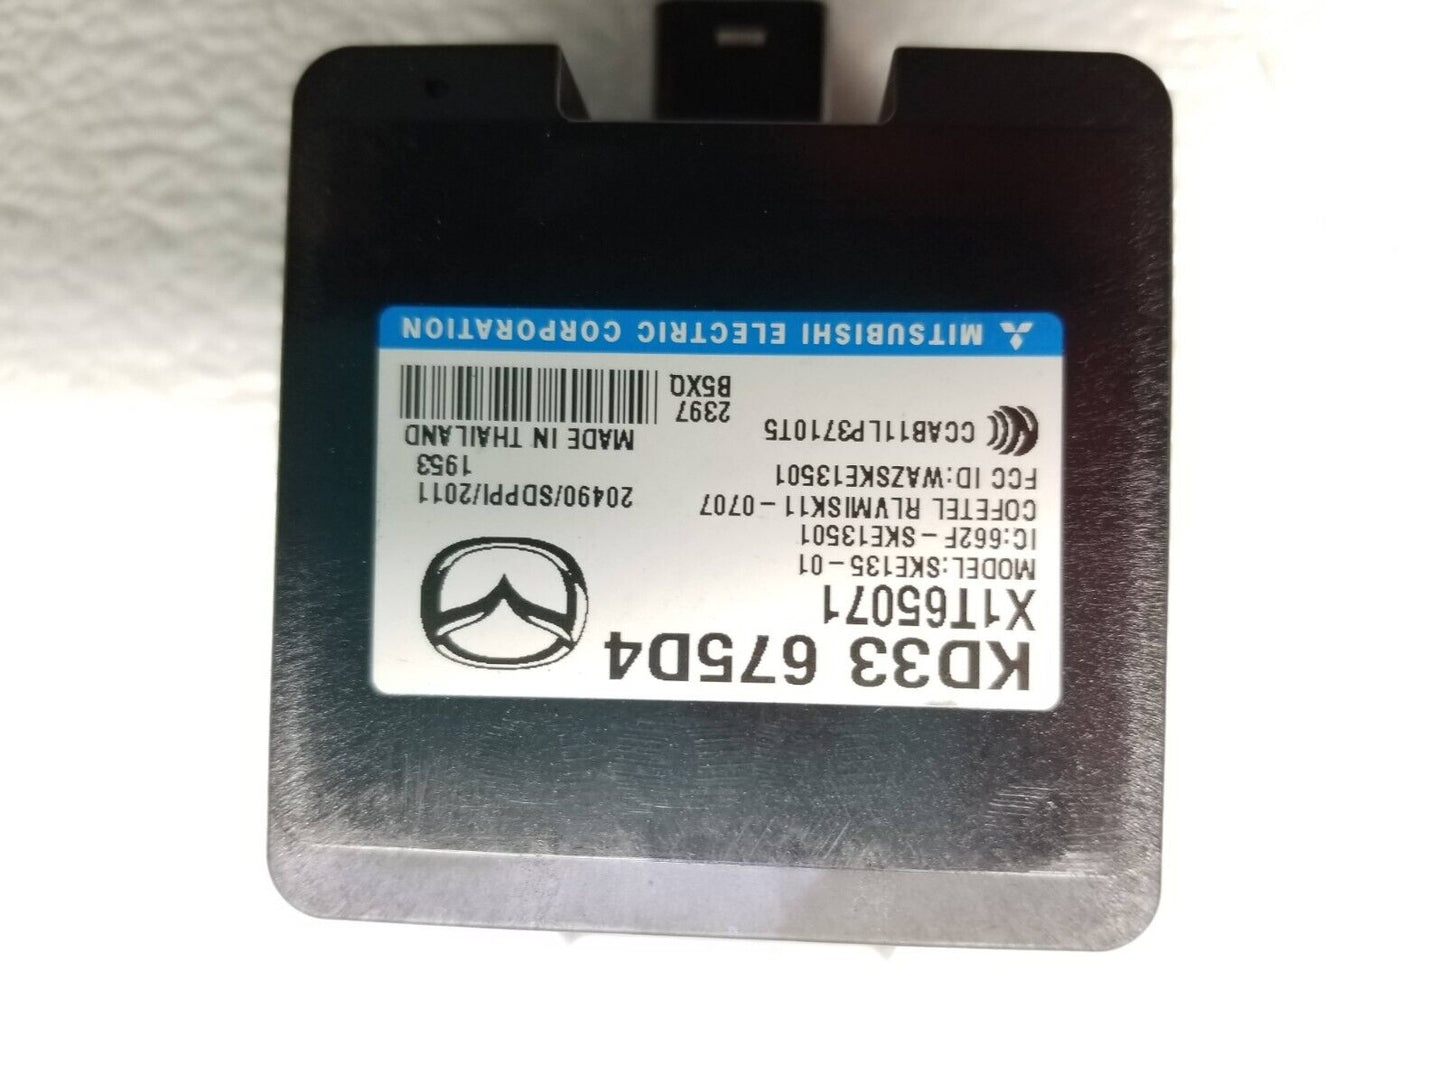 KD33 675D4
X1T65071
MODEL:SKE135-01
IC:662F-SKE13501
COFETEL RLVMISK11-0707
FCC ID:WAZSKE13501
CCAB11LP3710T5
20490/SDPPI/2011
1953
MADE IN THAILAND
2397
B5XQ
MITSUBISHI ELECTRIC CORPORATION